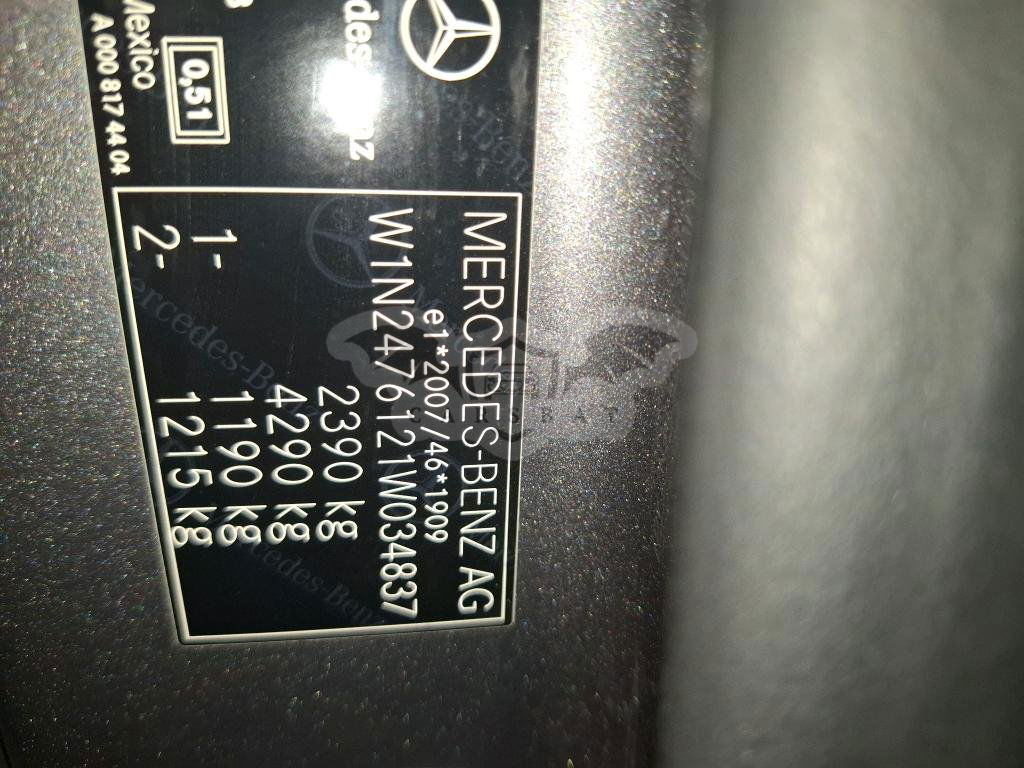 MERCEDES-BENZ AG
e1*2007/46*1909
W1N2476121W034837
2390 kg
4290 kg
1- 1190 kg
2- 1215 kg
0,51
Mexico
A 000 817 44 04
CARSBAT